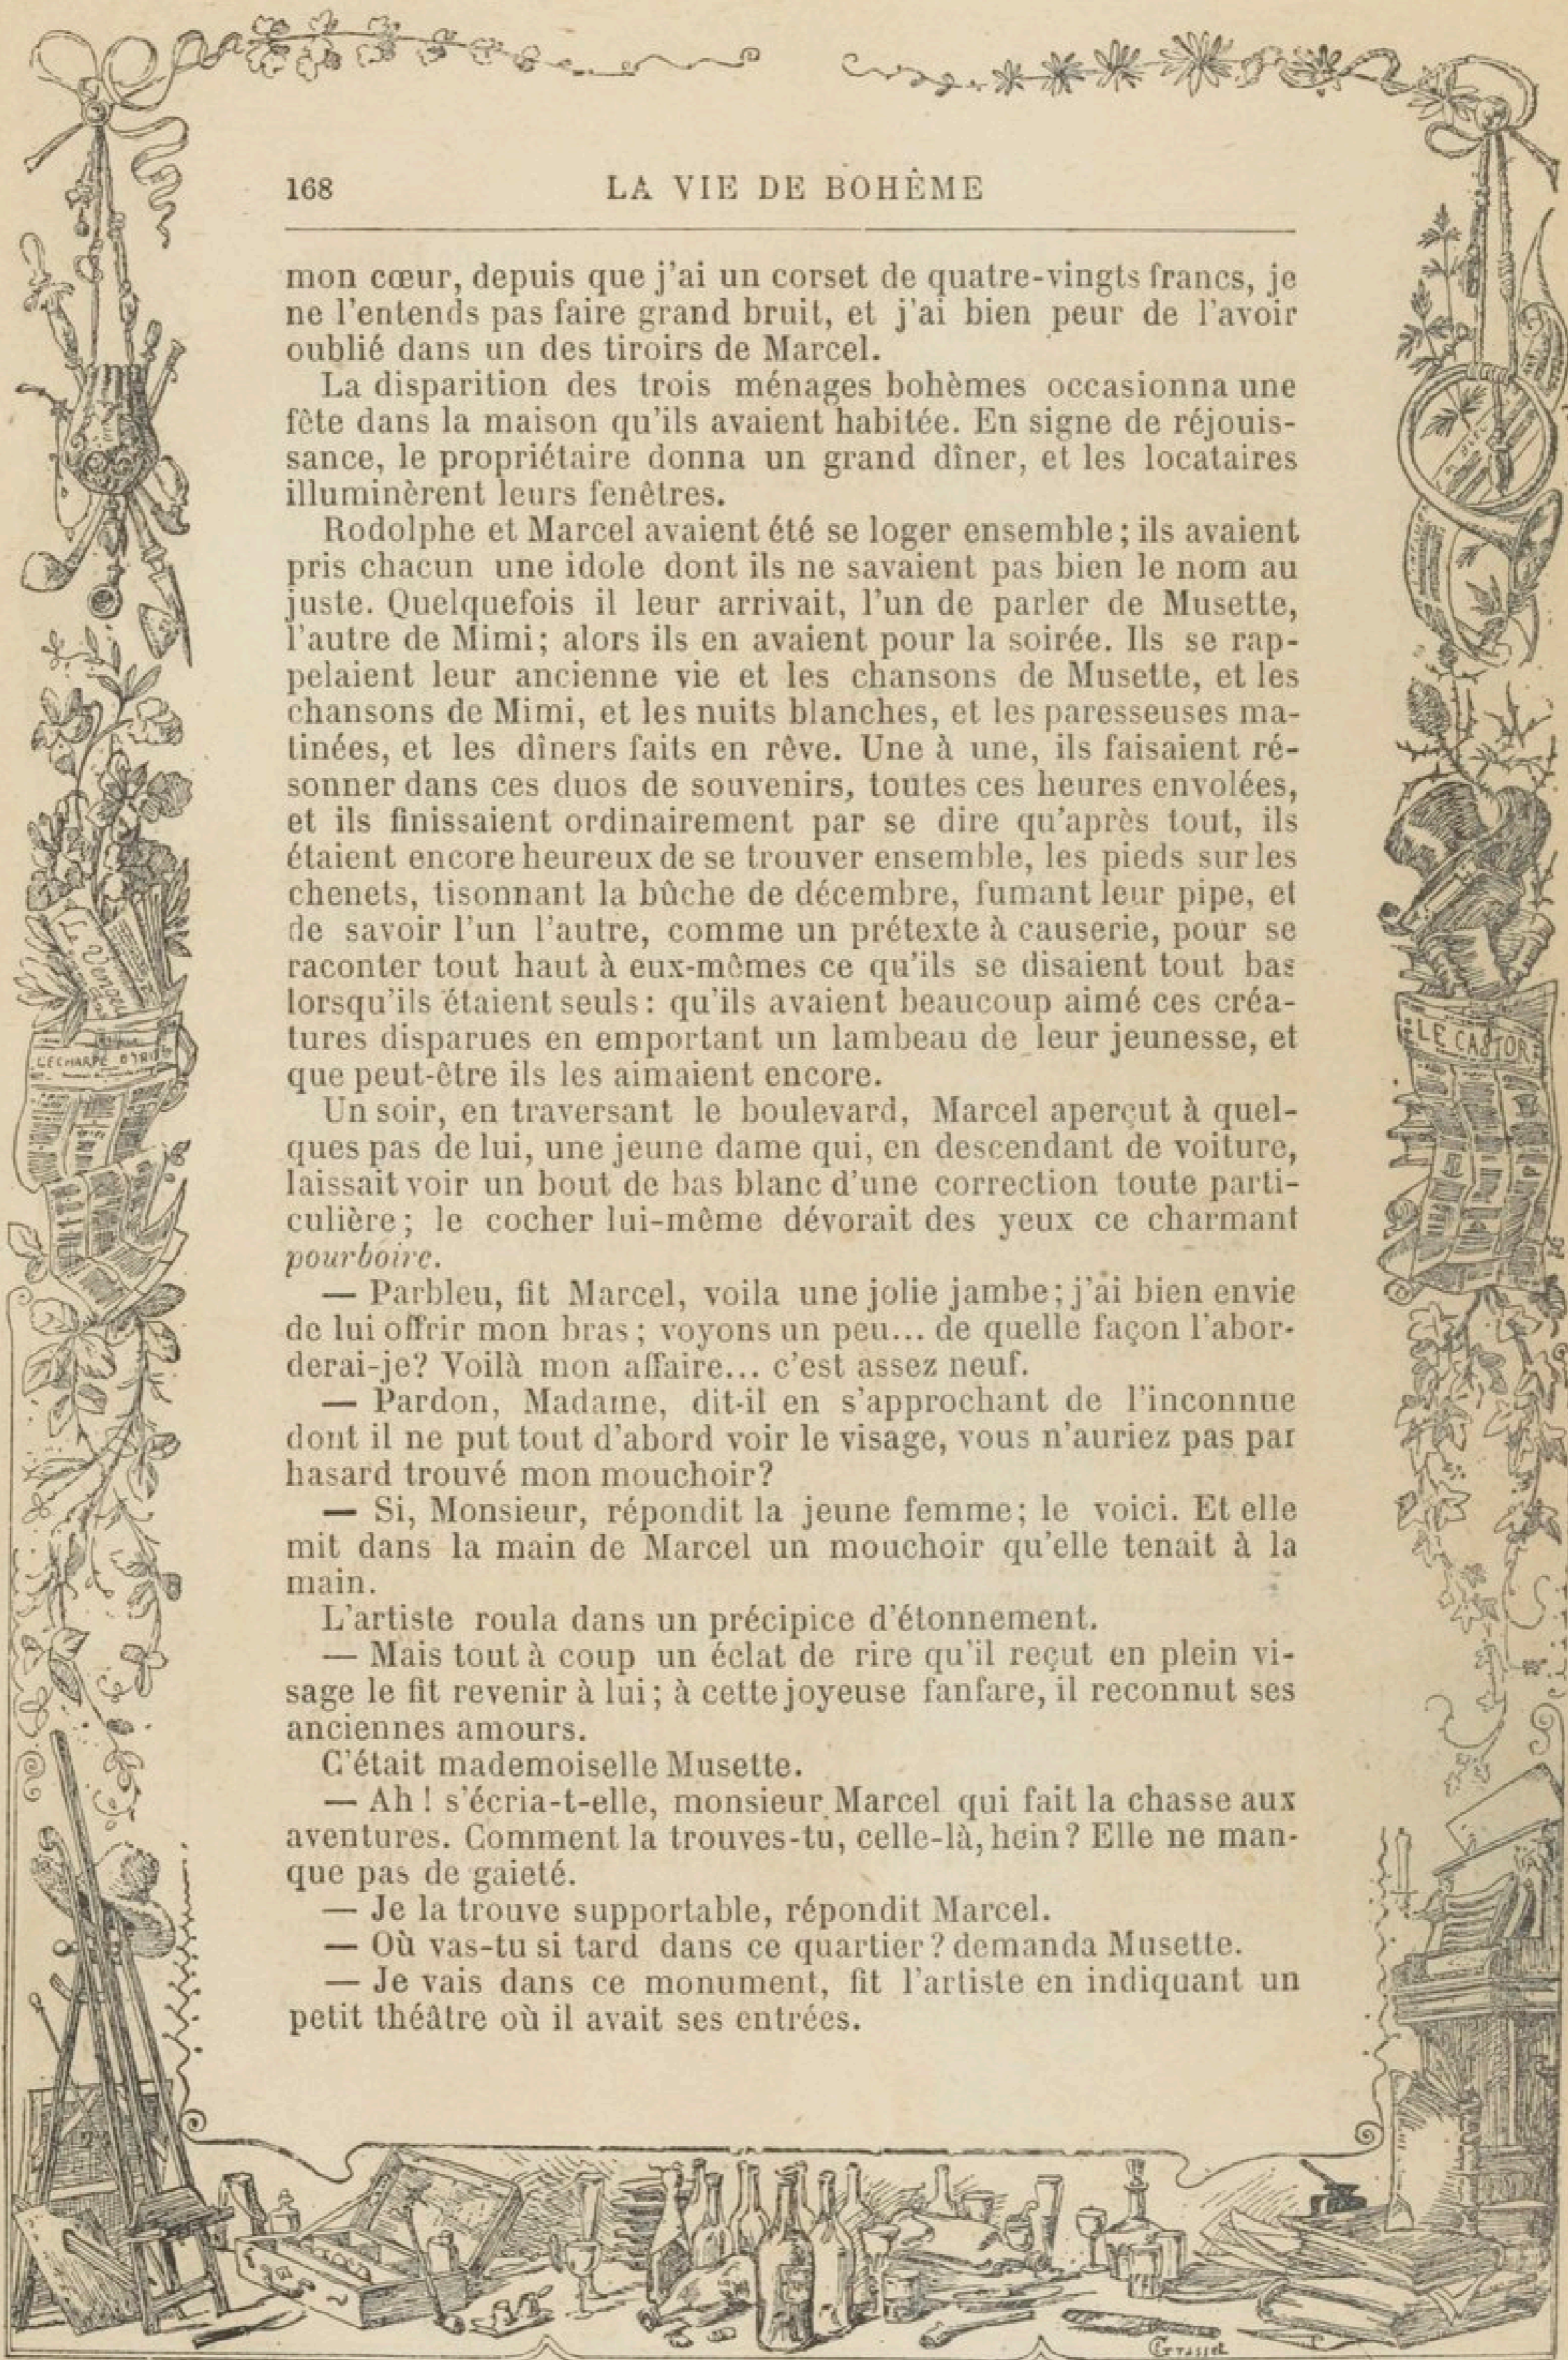 168 LA VIE DE BOHÊME
mon cœur, depuis que j'ai un corset de quatre-vingts francs, je
ne l'entends pas faire grand bruit, et j'ai bien peur de l'avoir
oublié dans un des tiroirs de Marcel.
La disparition des trois ménages bohèmes occasionna une
fête dans la maison qu'ils avaient habitée. En signe de réjouis-
sance, le propriétaire donna un grand dîner, et les locataires
illuminèrent leurs fenêtres.
Rodolphe et Marcel avaient été se loger ensemble ; ils avaient
pris chacun une idole dont ils ne savaient pas bien le nom au
juste. Quelquefois il leur arrivait, l'un de parler de Musette,
l'autre de Mimi ; alors ils en avaient pour la soirée. Ils se rap-
pelaient leur ancienne vie et les chansons de Musette, et les
chansons de Mimi, et les nuits blanches, et les paresseuses ma-
tinées, et les dîners faits en rêve. Une à une, ils faisaient ré-
sonner dans ces duos de souvenirs, toutes ces heures envolées,
et ils finissaient ordinairement par se dire qu'après tout, ils
étaient encore heureux de se trouver ensemble, les pieds sur les
chenets, tisonnant la bûche de décembre, fumant leur pipe, et
de savoir l'un l'autre, comme un prétexte à causerie, pour se
raconter tout haut à eux-mêmes ce qu'ils se disaient tout bas
lorsqu'ils étaient seuls : qu'ils avaient beaucoup aimé ces créa-
tures disparues en emportant un lambeau de leur jeunesse, et
que peut-être ils les aimaient encore.
Un soir, en traversant le boulevard, Marcel aperçut à quel-
ques pas de lui, une jeune dame qui, en descendant de voiture,
laissait voir un bout de bas blanc d'une correction toute parti-
culière ; le cocher lui-même dévorait des yeux ce charmant
pourboire.
— Parbleu, fit Marcel, voila une jolie jambe ; j'ai bien envie
de lui offrir mon bras ; voyons un peu... de quelle façon l'abor-
derai-je? Voilà mon affaire... c'est assez neuf.
— Pardon, Madame, dit-il en s'approchant de l'inconnue
dont il ne put tout d'abord voir le visage, vous n'auriez pas par
hasard trouvé mon mouchoir?
— Si, Monsieur, répondit la jeune femme ; le voici. Et elle
mit dans la main de Marcel un mouchoir qu'elle tenait à la
main.
L'artiste roula dans un précipice d'étonnement.
— Mais tout à coup un éclat de rire qu'il reçut en plein vi-
sage le fit revenir à lui ; à cette joyeuse fanfare, il reconnut ses
anciennes amours.
C'était mademoiselle Musette.
— Ah ! s'écria-t-elle, monsieur Marcel qui fait la chasse aux
aventures. Comment la trouves-tu, celle-là, hein ? Elle ne man-
que pas de gaieté.
— Je la trouve supportable, répondit Marcel.
— Où vas-tu si tard dans ce quartier ? demanda Musette.
— Je vais dans ce monument, fit l'artiste en indiquant un
petit théâtre où il avait ses entrées.
Le Vengeur
L'ECHARPE D'IRIS
LE CASTOR
Grasset